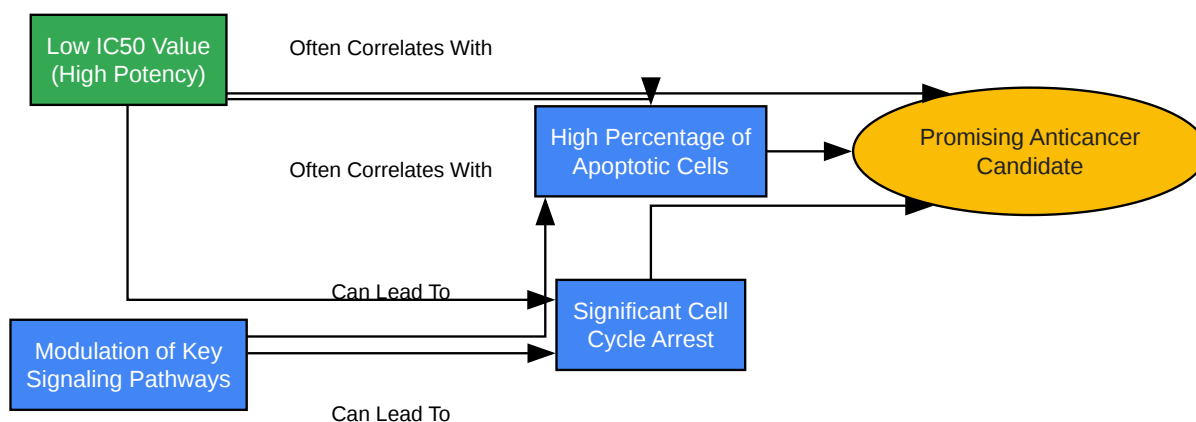 Low IC50 Value
(High Potency)
Often Correlates With
High Percentage of
Apoptotic Cells
Promising Anticancer
Candidate
Often Correlates With
Can Lead To
Significant Cell
Cycle Arrest
Modulation of Key
Signaling Pathways
Can Lead To